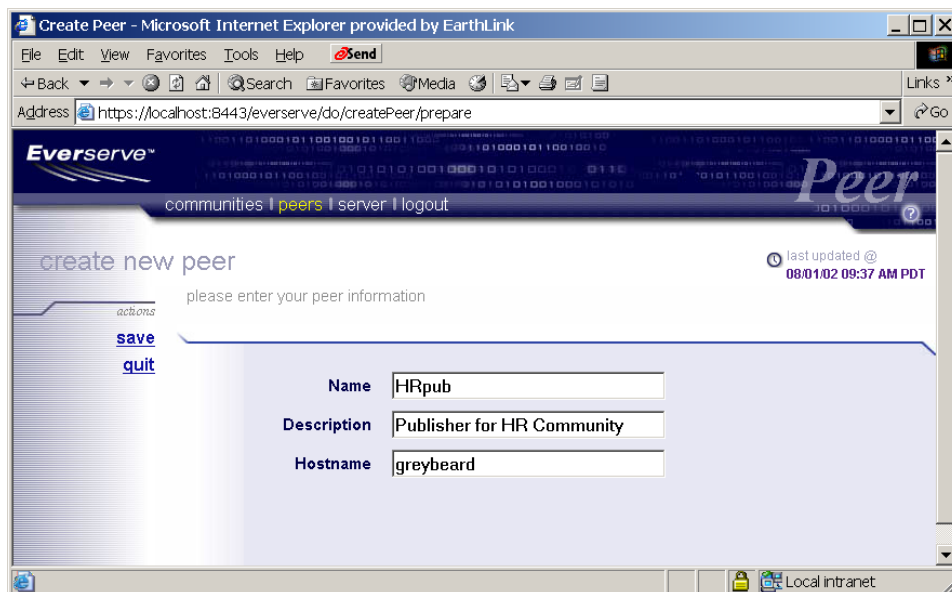 Create Peer - Microsoft Internet Explorer provided by EarthLink
File Edit View Favorites Tools Help Send
Back Search Favorites Media Links »
Address https://localhost:8443/everserve/do/createPeer/prepare Go
Everserve™
Peer
communities | peers | server | logout
?
create new peer
last updated @
08/01/02 09:37 AM PDT
please enter your peer information
actions
save
quit
Name HRpub
Description Publisher for HR Community
Hostname greybeard
Local intranet